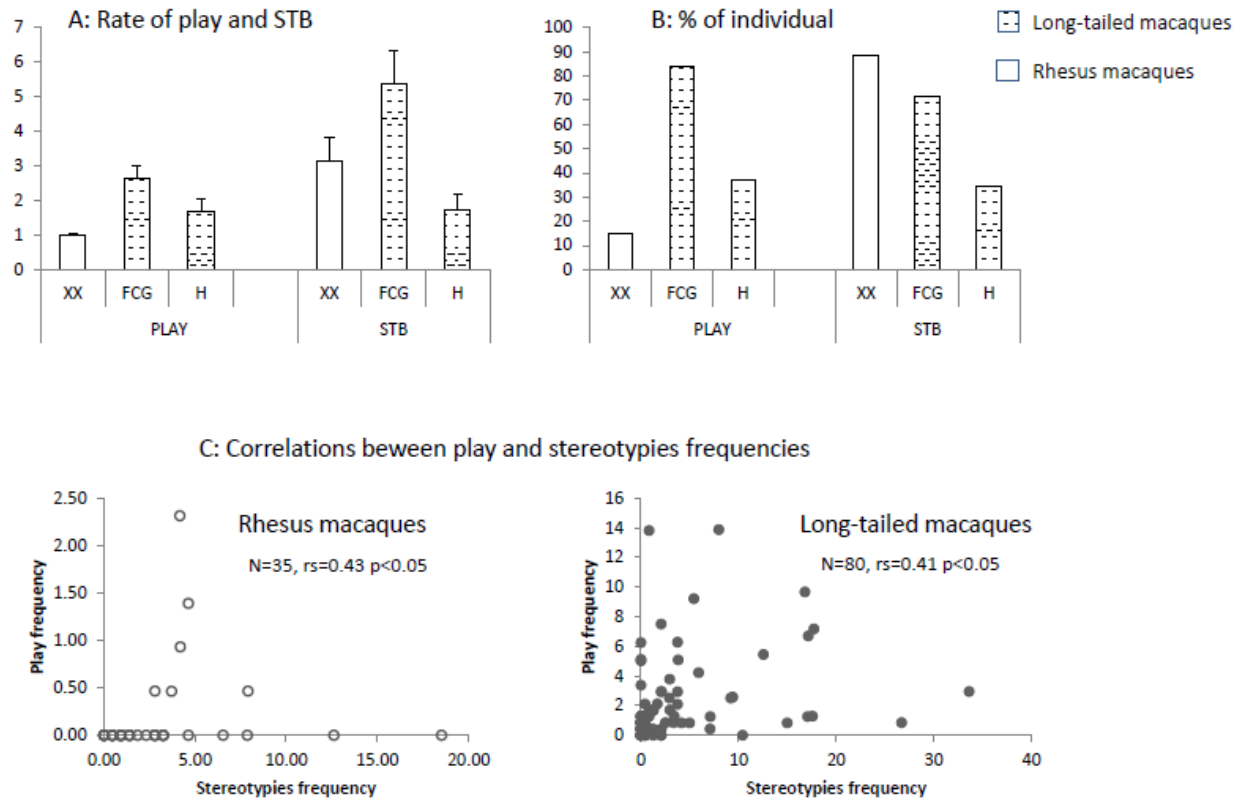 A: Rate of play and STB
7
6
5
4
3
2
1
0
XX FCG H XX FCG H
PLAY STB
B: % of individual
100
90
80
70
60
50
40
30
20
10
0
XX FCG H XX FCG H
PLAY STB
Long-tailed macaques
Rhesus macaques
C: Correlations beween play and stereotypies frequencies
Rhesus macaques
N=35, rs=0.43 p<0.05
Play frequency
2.50
2.00
1.50
1.00
0.50
0.00
0.00 5.00 10.00 15.00 20.00
Stereotypies frequency
Long-tailed macaques
N=80, rs=0.41 p<0.05
Play frequency
16
14
12
10
8
6
4
2
0
0 10 20 30 40
Stereotypies frequency